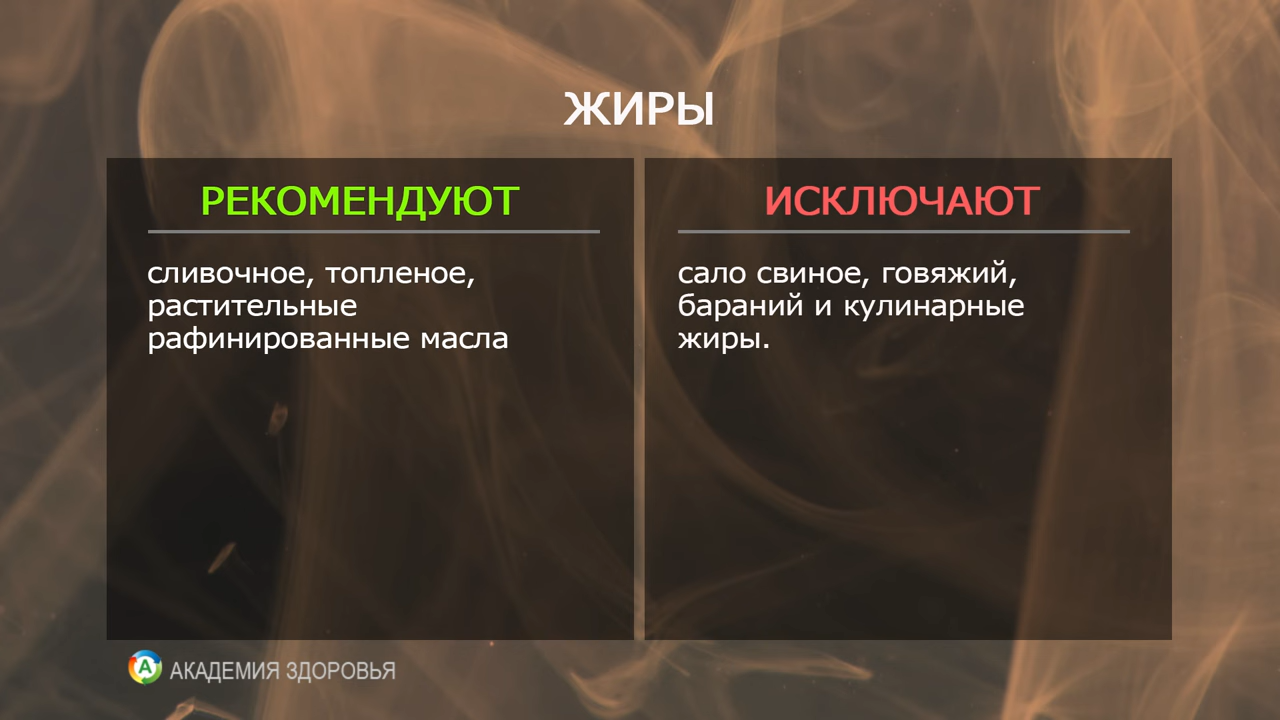 ЖИРЫ
РЕКОМЕНДУЮТ
сливочное, топленое,
растительные
рафинированные масла
ИСКЛЮЧАЮТ
сало свиное, говяжий,
бараний и кулинарные
жиры.
А АКАДЕМИЯ ЗДОРОВЬЯ